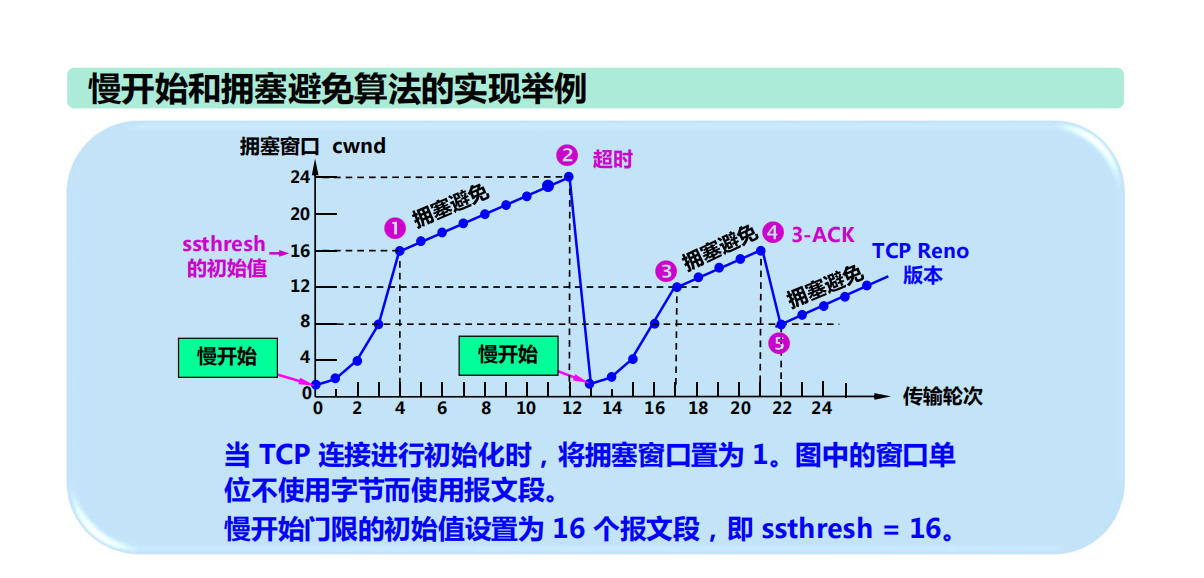 慢开始和拥塞避免算法的实现举例
拥塞窗口 cwnd
❷ 超时
24
20
16
12
8
4
0
ssthresh
的初始值
❶
拥塞避免
❸
拥塞避免
❹ 3-ACK
TCP Reno
版本
拥塞避免
❺
慢开始
慢开始
0 2 4 6 8 10 12 14 16 18 20 22 24
传输轮次
当 TCP 连接进行初始化时，将拥塞窗口置为 1。图中的窗口单
位不使用字节而使用报文段。
慢开始门限的初始值设置为 16 个报文段，即 ssthresh = 16。